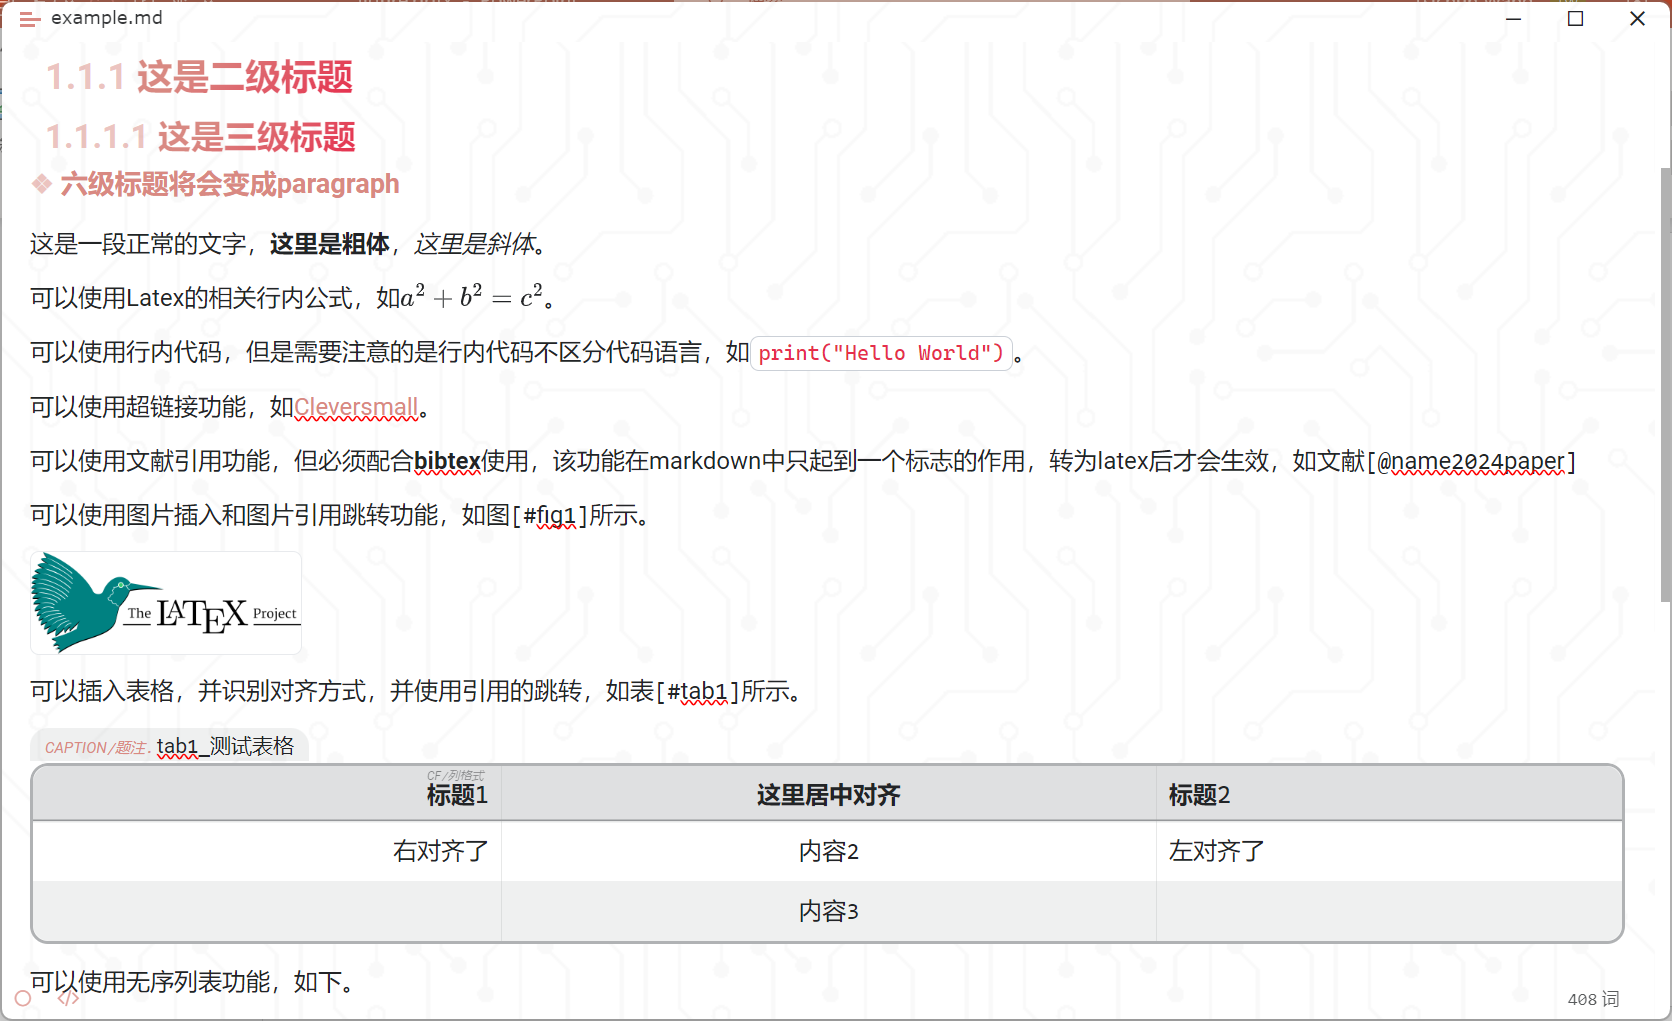 example.md
1.1.1 这是二级标题
1.1.1.1 这是三级标题
❖ 六级标题将会变成paragraph
这是一段正常的文字，这里是粗体，这里是斜体。
可以使用Latex的相关行内公式，如a² + b² = c²。
可以使用行内代码，但是需要注意的是行内代码不区分代码语言，如print("Hello World")。
可以使用超链接功能，如Cleversmall。
可以使用文献引用功能，但必须配合bibtex使用，该功能在markdown中只起到一个标志的作用，转为latex后才会生效，如文献[@name2024paper]
可以使用图片插入和图片引用跳转功能，如图[#fig1]所示。
The LATEX Project
可以插入表格，并识别对齐方式，并使用引用的跳转，如表[#tab1]所示。
CAPTION/题注. tab1_测试表格
CF/列格式
标题1 这里居中对齐 标题2
右对齐了 内容2 左对齐了
内容3
可以使用无序列表功能，如下。
408 词